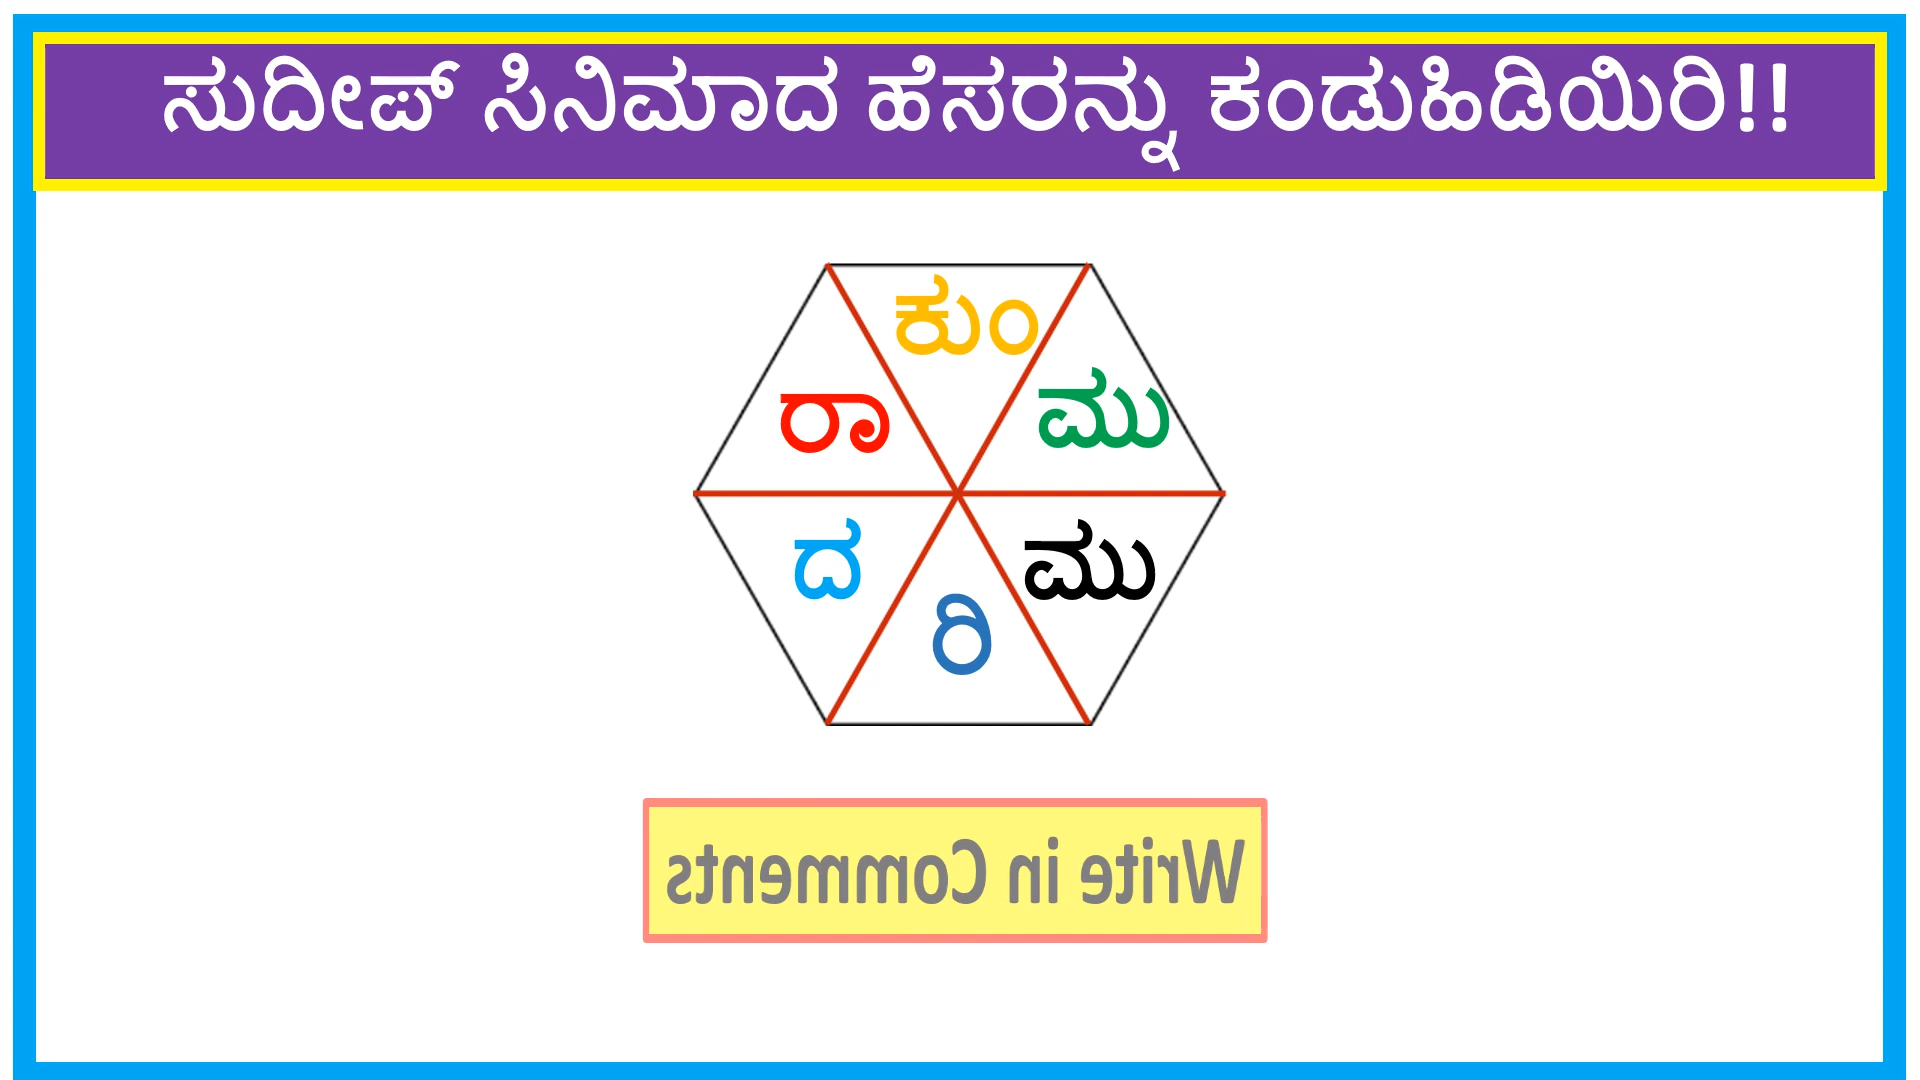 ಸುದೀಪ್ ಸಿನಿಮಾದ ಹೆಸರನ್ನು ಕಂಡುಹಿಡಿಯಿರಿ!!
ಕುಂ
ರಾ
ಮು
ದ
ಮು
ರಿ
Write in Comments